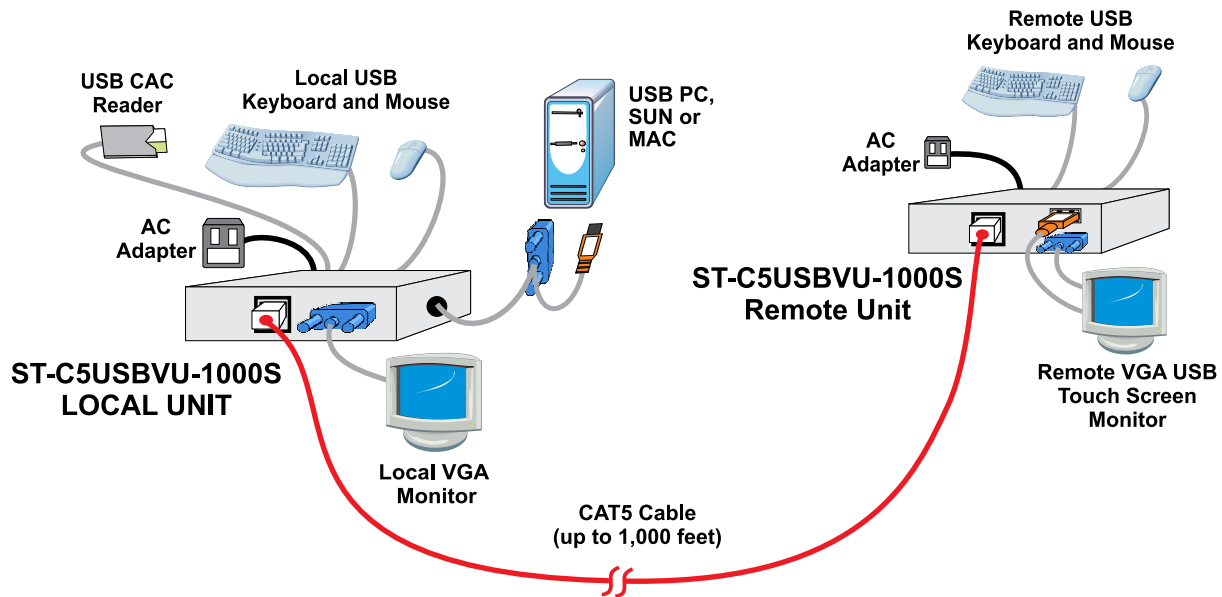 USB CAC
Reader
Local USB
Keyboard and Mouse
USB PC,
SUN or
MAC
AC
Adapter
ST-C5USBVU-1000S
LOCAL UNIT
Local VGA
Monitor
CAT5 Cable
(up to 1,000 feet)
Remote USB
Keyboard and Mouse
AC
Adapter
ST-C5USBVU-1000S
Remote Unit
Remote VGA USB
Touch Screen
Monitor